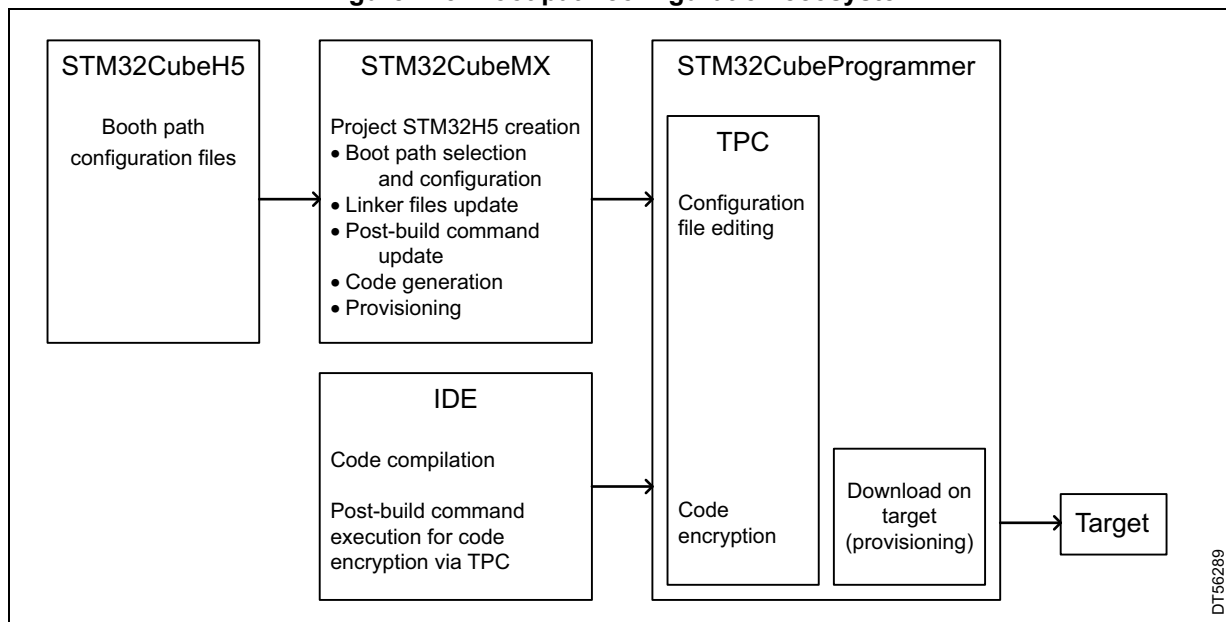 STM32CubeH5
Booth path
configuration files
STM32CubeMX
Project STM32H5 creation
• Boot path selection
and configuration
• Linker files update
• Post-build command
update
• Code generation
• Provisioning
IDE
Code compilation
Post-build command
execution for code
encryption via TPC
STM32CubeProgrammer
TPC
Configuration
file editing
Code
encryption
Download on
target
(provisioning)
Target
DT56289